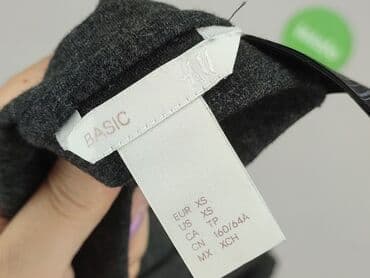 BASIC
EUR XS
US XS
CA TP
CN 160/64A
MX XCH